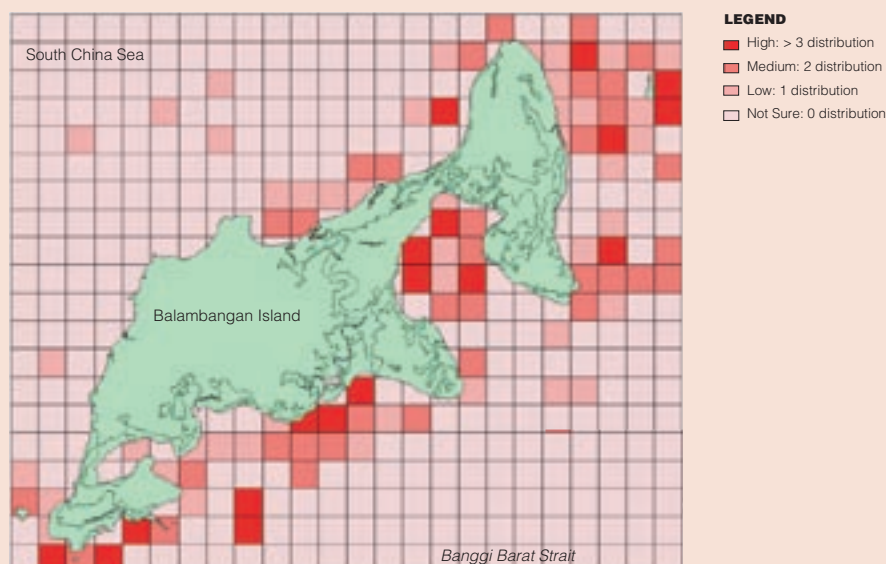 South China Sea
Balambangan Island
Banggi Barat Strait
LEGEND
High: > 3 distribution
Medium: 2 distribution
Low: 1 distribution
Not Sure: 0 distribution